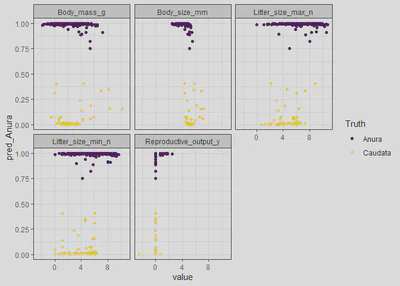 Body_mass_g
Body_size_mm
Litter_size_max_n
1.00
0.75
0.50
0.25
0.00
0
4
8
Litter_size_min_n
Reproductive_output_y
1.00
0.75
0.50
0.25
0.00
0
4
8
0
4
8
pred_Anura
value
Truth
Anura
Caudata